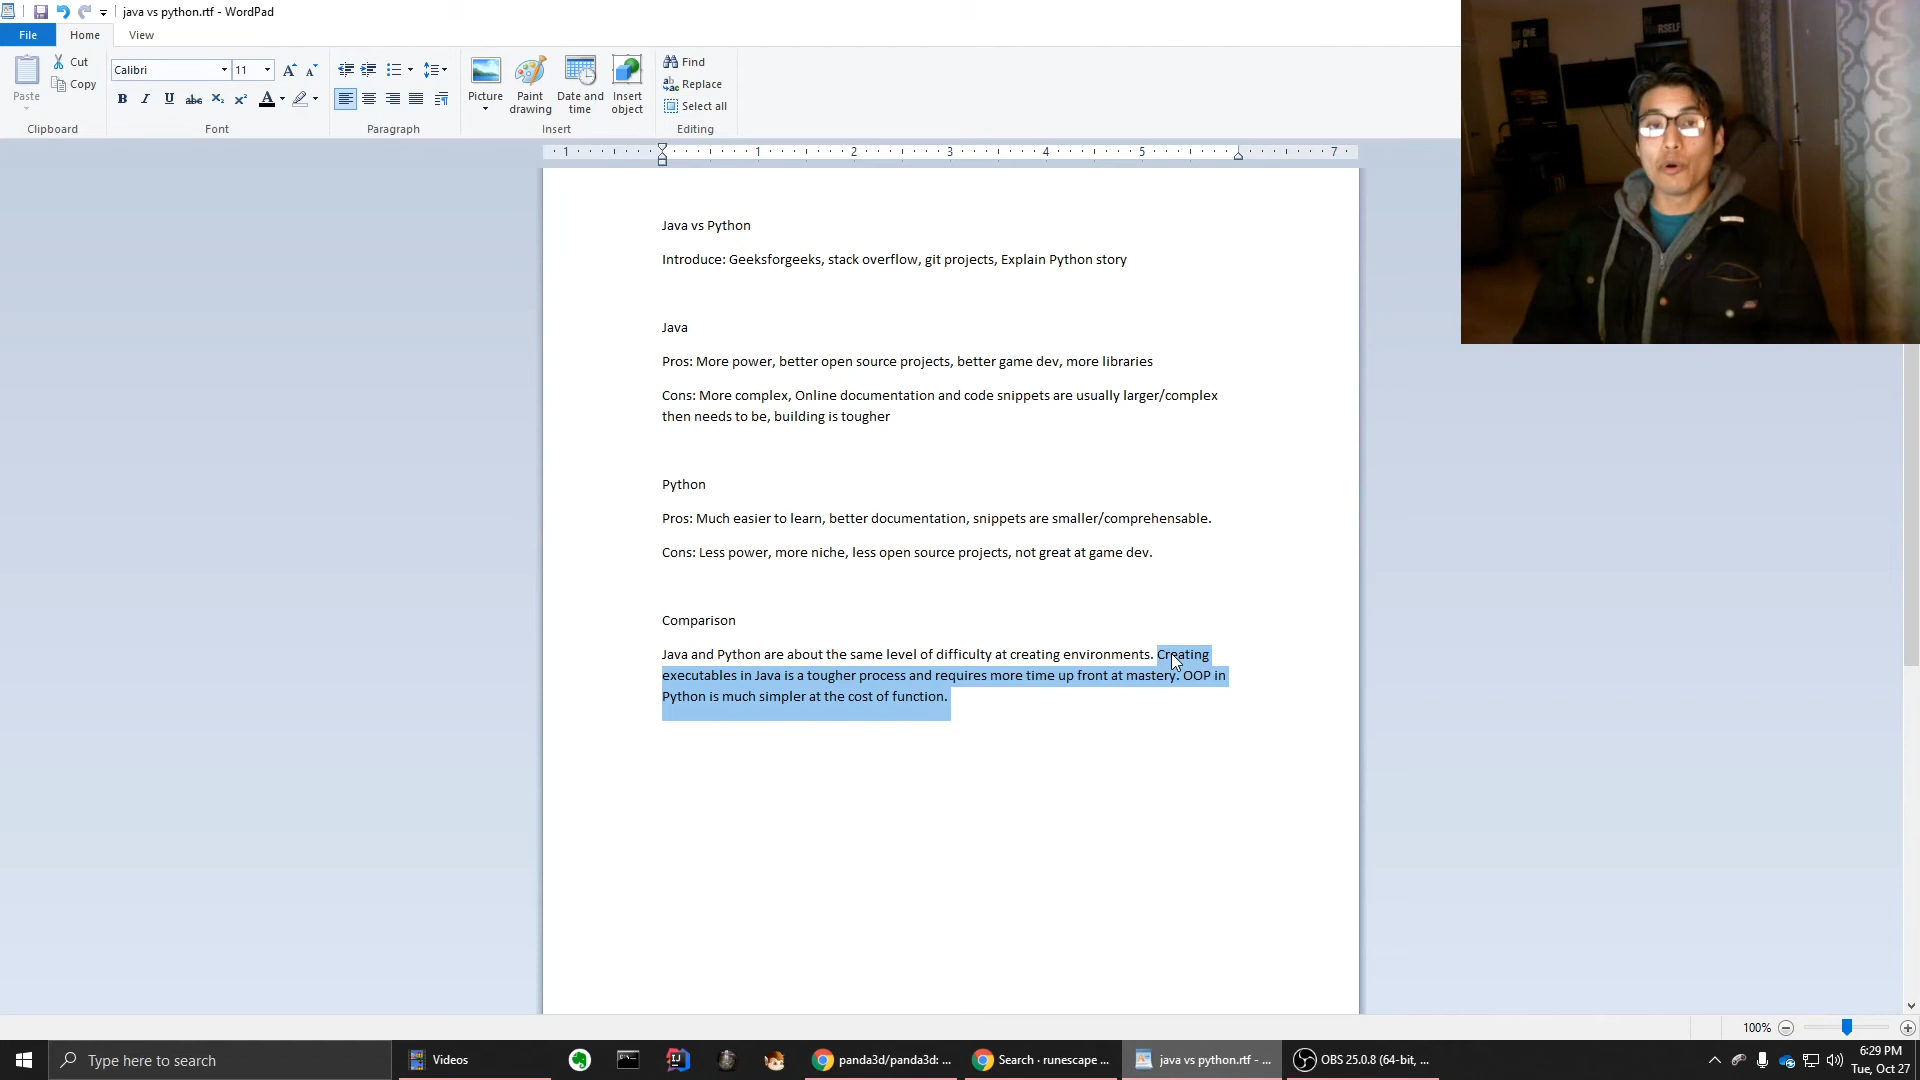 java vs python.rtf - WordPad
File Home View
Paste
Cut
Copy
Clipboard
Calibri 11
Font
Paragraph
Picture
Paint drawing
Date and time
Insert object
Insert
Find
Replace
Select all
Editing
1 1 2 3 4 5 7
Java vs Python
Introduce: Geeksforgeeks, stack overflow, git projects, Explain Python story
Java
Pros: More power, better open source projects, better game dev, more libraries
Cons: More complex, Online documentation and code snippets are usually larger/complex
then needs to be, building is tougher
Python
Pros: Much easier to learn, better documentation, snippets are smaller/comprehensable.
Cons: Less power, more niche, less open source projects, not great at game dev.
Comparison
Java and Python are about the same level of difficulty at creating environments. Creating
executables in Java is a tougher process and requires more time up front at mastery. OOP in
Python is much simpler at the cost of function.
100%
Type here to search
Videos
panda3d/panda3d: ...
Search · runescape ...
java vs python.rtf - ...
OBS 25.0.8 (64-bit, ...
6:29 PM
Tue, Oct 27